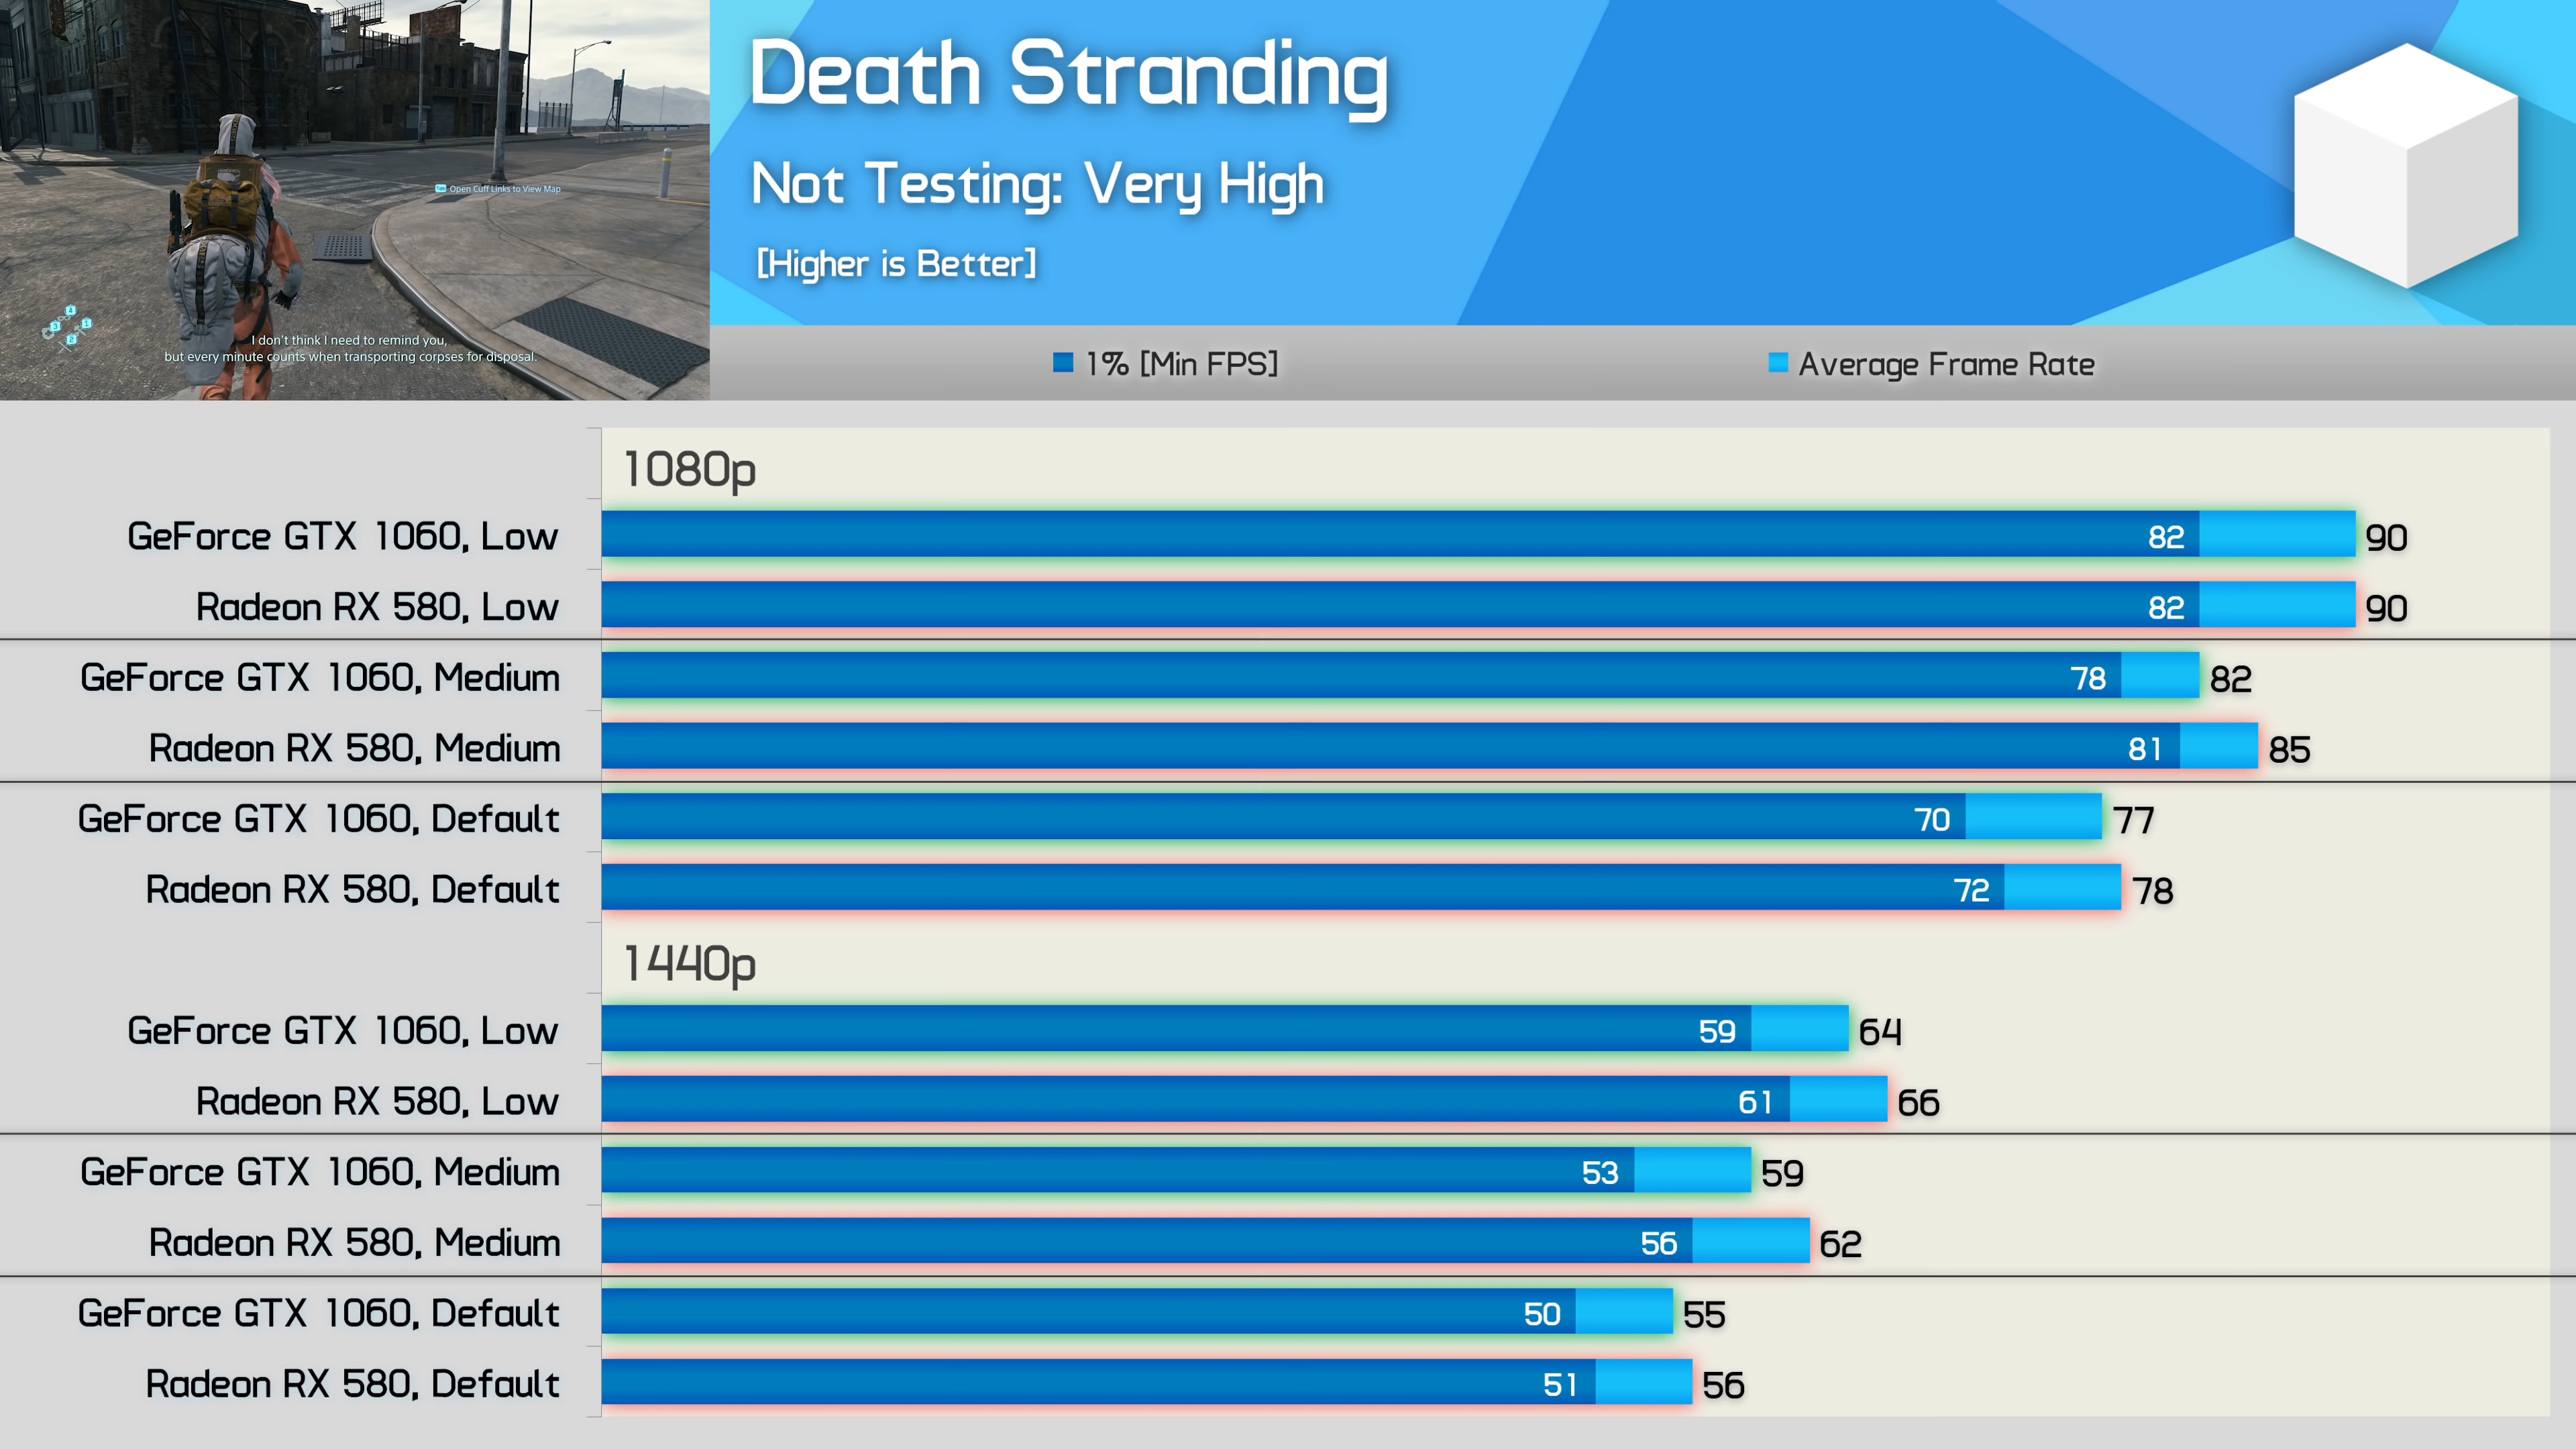 Death Stranding
Not Testing: Very High
[Higher is Better]
Open Cuff Links to View Map
4
3
1
2
I don't think I need to remind you,
but every minute counts when transporting corpses for disposal.
1% [Min FPS]
Average Frame Rate
1080p
GeForce GTX 1060, Low 82 90
Radeon RX 580, Low 82 90
GeForce GTX 1060, Medium 78 82
Radeon RX 580, Medium 81 85
GeForce GTX 1060, Default 70 77
Radeon RX 580, Default 72 78
1440p
GeForce GTX 1060, Low 59 64
Radeon RX 580, Low 61 66
GeForce GTX 1060, Medium 53 59
Radeon RX 580, Medium 56 62
GeForce GTX 1060, Default 50 55
Radeon RX 580, Default 51 56